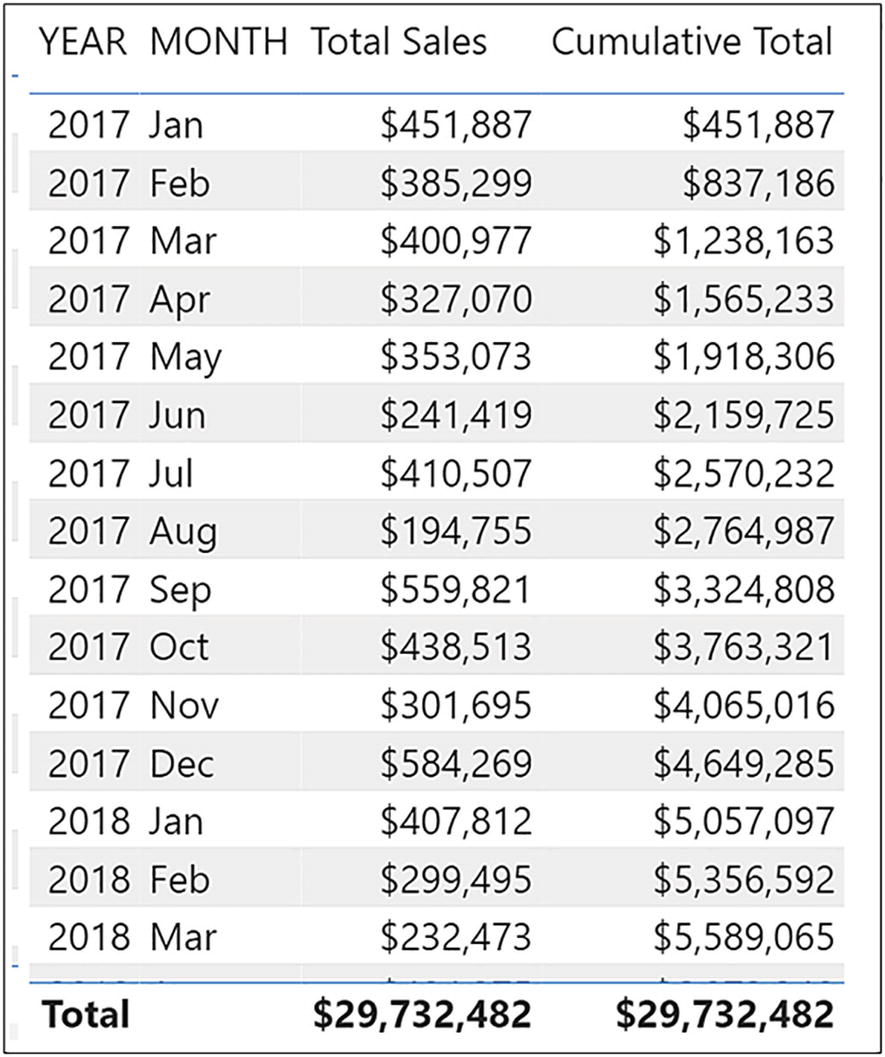 YEAR MONTH Total Sales Cumulative Total
2017 Jan $451,887 $451,887
2017 Feb $385,299 $837,186
2017 Mar $400,977 $1,238,163
2017 Apr $327,070 $1,565,233
2017 May $353,073 $1,918,306
2017 Jun $241,419 $2,159,725
2017 Jul $410,507 $2,570,232
2017 Aug $194,755 $2,764,987
2017 Sep $559,821 $3,324,808
2017 Oct $438,513 $3,763,321
2017 Nov $301,695 $4,065,016
2017 Dec $584,269 $4,649,285
2018 Jan $407,812 $5,057,097
2018 Feb $299,495 $5,356,592
2018 Mar $232,473 $5,589,065
Total $29,732,482 $29,732,482